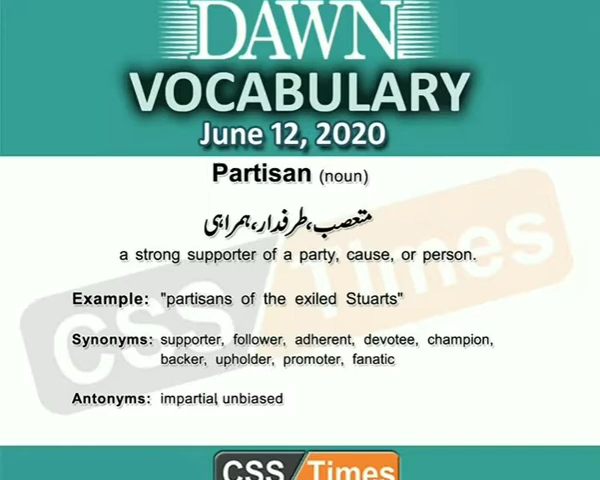 DAWN
VOCABULARY
June 12, 2020
Partisan (noun)
متعصب، طرفدار، ہمراہی
a strong supporter of a party, cause, or person.
Example: "partisans of the exiled Stuarts"
Synonyms: supporter, follower, adherent, devotee, champion,
backer, upholder, promoter, fanatic
Antonyms: impartial unbiased
CSS Times
CSS Times